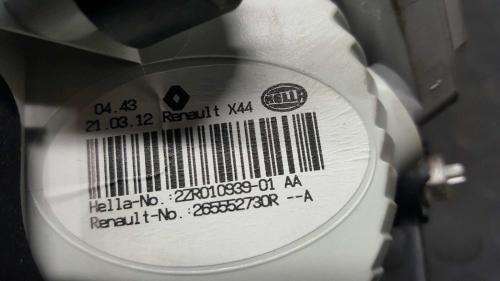 04.43
21.03.12 Renault X44 HELLA
Hella-No.:2ZR010939-01 AA
Renault-No.:265552730R --A